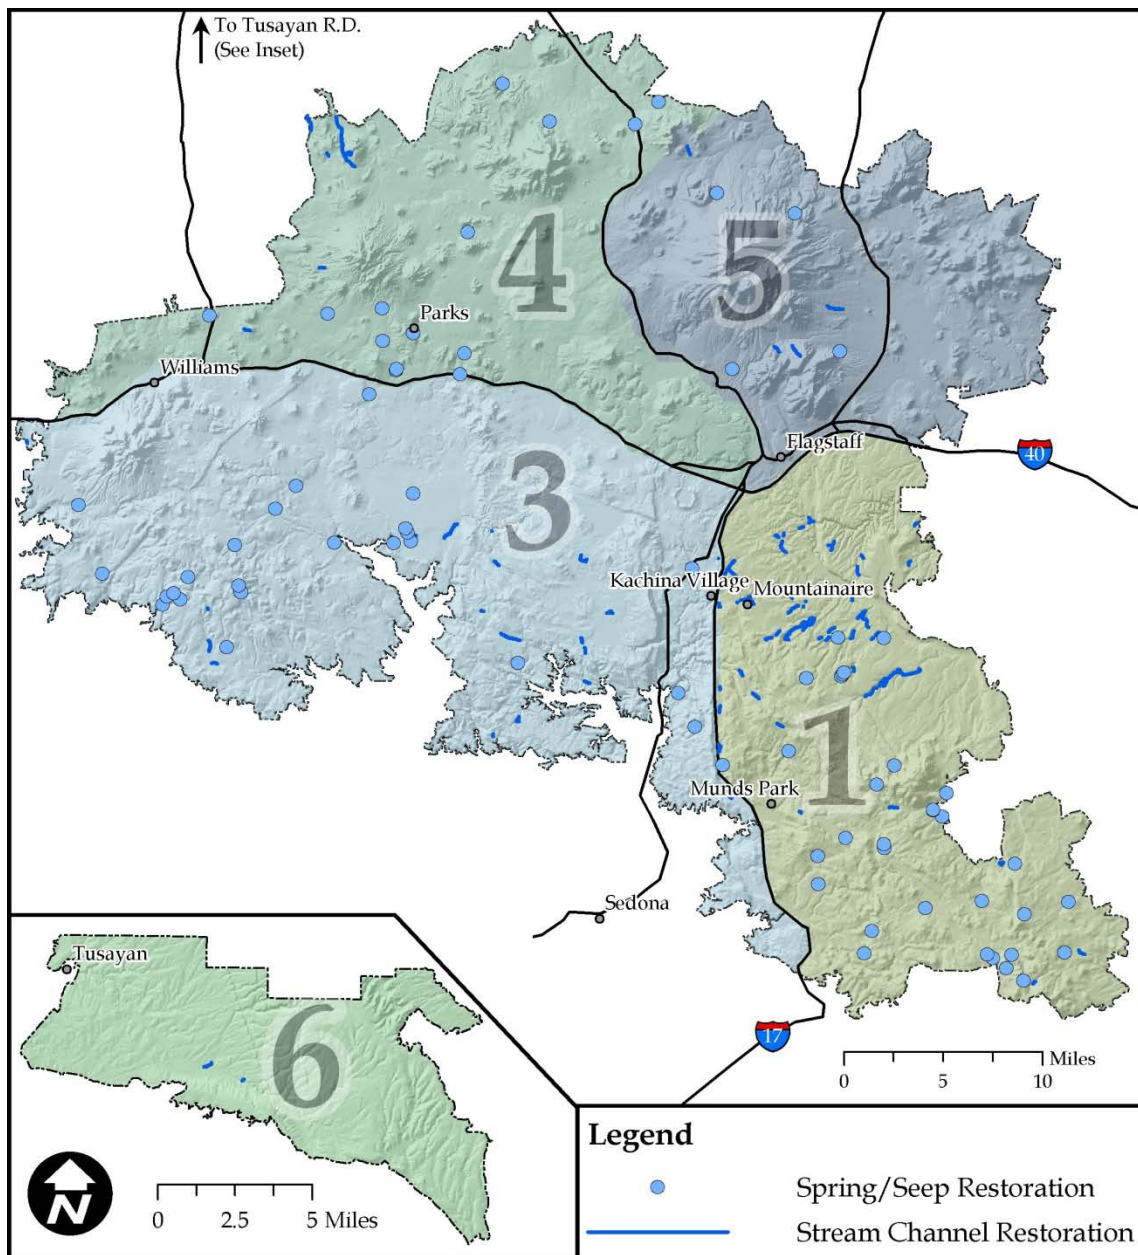 To Tusayan R.D.
(See Inset)
4
5
Parks
Williams
Flagstaff
40
3
Kachina Village
Mountainaire
1
Munds Park
Sedona
Tusayan
6
17
Miles
0 5 10
N
0 2.5 5 Miles
Legend
Spring/Seep Restoration
Stream Channel Restoration